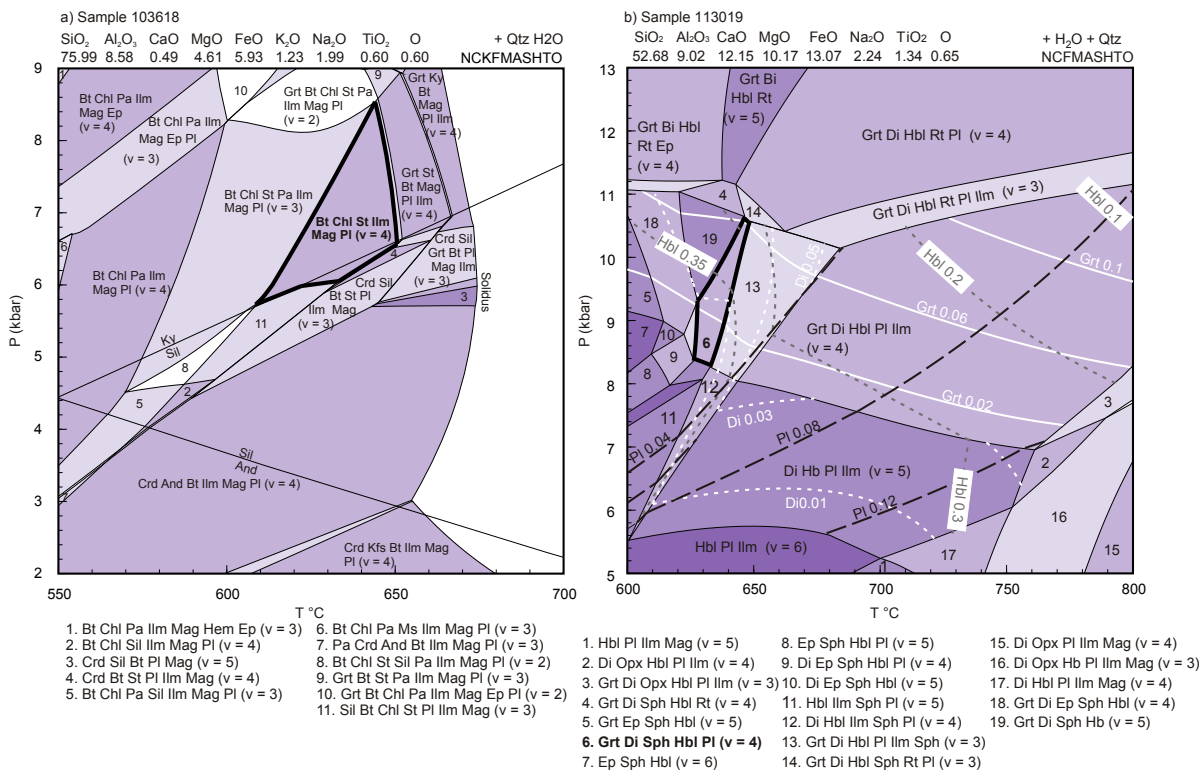 a) Sample 103618
SiO2 Al2O3 CaO MgO FeO K2O Na2O TiO2 O + Qtz H2O
75.99 8.58 0.49 4.61 5.93 1.23 1.99 0.60 0.60 NCKFMASHTO
9
8
7
6
5
4
3
2
P (kbar)
550
600
650
700
T °C
1
Bt Chl Pa Ilm
Mag Ep
(v = 4)
10
Bt Chl Pa Ilm
Mag Ep Pl
(v = 3)
9
Grt Bt Chl St Pa
Ilm Mag Pl
(v = 2)
Grt Ky
Bt
Mag
Pl Ilm
(v = 4)
Bt Chl St Pa Ilm
Mag Pl (v = 3)
Grt St
Bt Mag
Pl Ilm
(v = 4)
Bt Chl St Ilm
Mag Pl (v = 4)
6
Bt Chl Pa Ilm
Mag Pl (v = 4)
4
Crd Sil
Grt Bt Pl
Mag Ilm
(v = 3)
Crd Sil
Bt St Pl
Ilm Mag
(v = 3)
3
Solidus
11
Ky
Sil
8
2
5
Sil
And
Crd And Bt Ilm Mag Pl (v = 4)
7
Crd Kfs Bt Ilm Mag
Pl (v = 4)
1. Bt Chl Pa Ilm Mag Hem Ep (v = 3)
2. Bt Chl Sil Ilm Mag Pl (v = 4)
3. Crd Sil Bt Pl Mag (v = 5)
4. Crd Bt St Pl Ilm Mag (v = 4)
5. Bt Chl Pa Sil Ilm Mag Pl (v = 3)
6. Bt Chl Pa Ms Ilm Mag Pl (v = 3)
7. Pa Crd And Bt Ilm Mag Pl (v = 3)
8. Bt Chl St Sil Pa Ilm Mag Pl (v = 2)
9. Grt Bt St Pa Ilm Mag Pl (v = 3)
10. Grt Bt Chl Pa Ilm Mag Ep Pl (v = 2)
11. Sil Bt Chl St Pl Ilm Mag (v = 3)
b) Sample 113019
SiO2 Al2O3 CaO MgO FeO Na2O TiO2 O + H2O + Qtz
52.68 9.02 12.15 10.17 13.07 2.24 1.34 0.65 NCFMASHTO
13
12
11
10
9
8
7
6
5
P (kbar)
600
650
700
750
800
T °C
Grt Bi
Hbl Rt
(v = 5)
Grt Bi Hbl
Rt Ep
(v = 4)
Grt Di Hbl Rt Pl (v = 4)
Grt Di Hbl Rt Pl Ilm (v = 3)
4
14
18
19
Hbl 0.35
Di 0.05
Hbl 0.1
Hbl 0.2
Grt 0.1
13
5
Grt 0.06
7
10
6
Grt Di Hbl Pl Ilm
(v = 4)
9
8
12
Grt 0.02
3
11
Di 0.03
Pl 0.04
Pl 0.08
Di Hb Pl Ilm (v = 5)
2
Di0.01
Pl 0.12
Hbl 0.3
16
Hbl Pl Ilm (v = 6)
17
15
1
1. Hbl Pl Ilm Mag (v = 5)
2. Di Opx Hbl Pl Ilm (v = 4)
3. Grt Di Opx Hbl Pl Ilm (v = 3)
4. Grt Di Sph Hbl Rt (v = 4)
5. Grt Ep Sph Hbl (v = 5)
6. Grt Di Sph Hbl Pl (v = 4)
7. Ep Sph Hbl (v = 6)
8. Ep Sph Hbl Pl (v = 5)
9. Di Ep Sph Hbl Pl (v = 4)
10. Di Ep Sph Hbl (v = 5)
11. Hbl Ilm Sph Pl (v = 5)
12. Di Hbl Ilm Sph Pl (v = 4)
13. Grt Di Hbl Pl Ilm Sph (v = 3)
14. Grt Di Hbl Sph Rt Pl (v = 3)
15. Di Opx Pl Ilm Mag (v = 4)
16. Di Opx Hb Pl Ilm Mag (v = 3)
17. Di Hbl Pl Ilm Mag (v = 4)
18. Grt Di Ep Sph Hbl (v = 4)
19. Grt Di Sph Hb (v = 5)